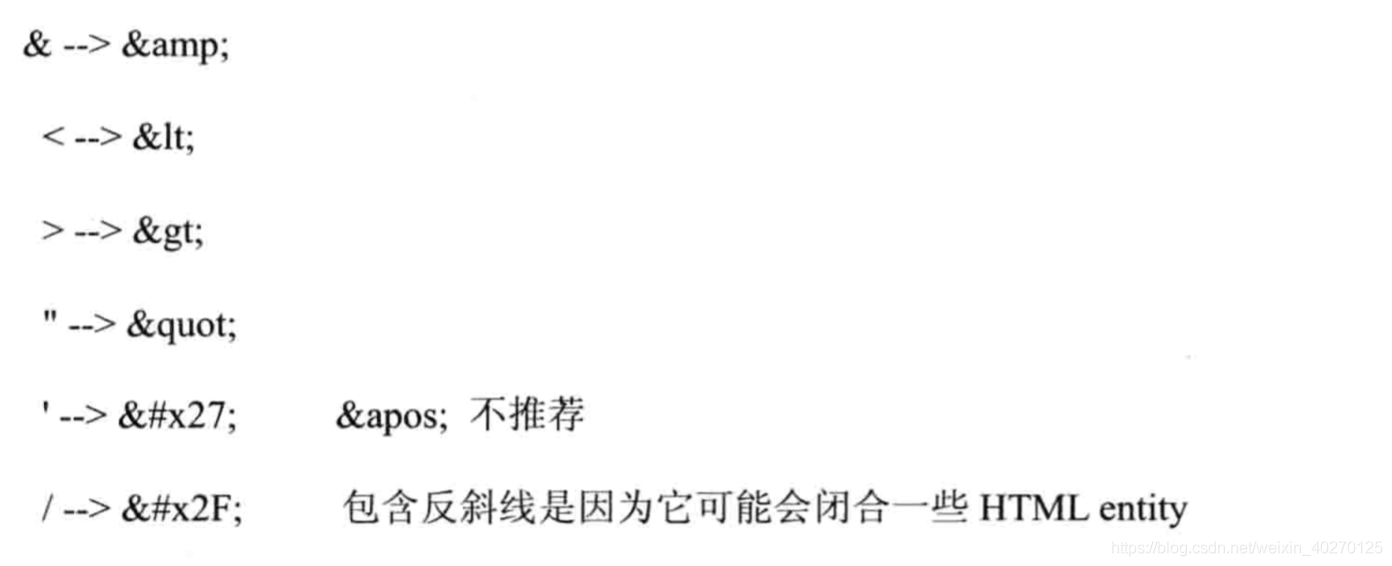 & --> &amp;
< --> &lt;
> --> &gt;
" --> &quot;
' --> &#x27; &apos; 不推荐
/ --> &#x2F; 包含反斜线是因为它可能会闭合一些 HTML entity
https://blog.csdn.net/weixin_40270125